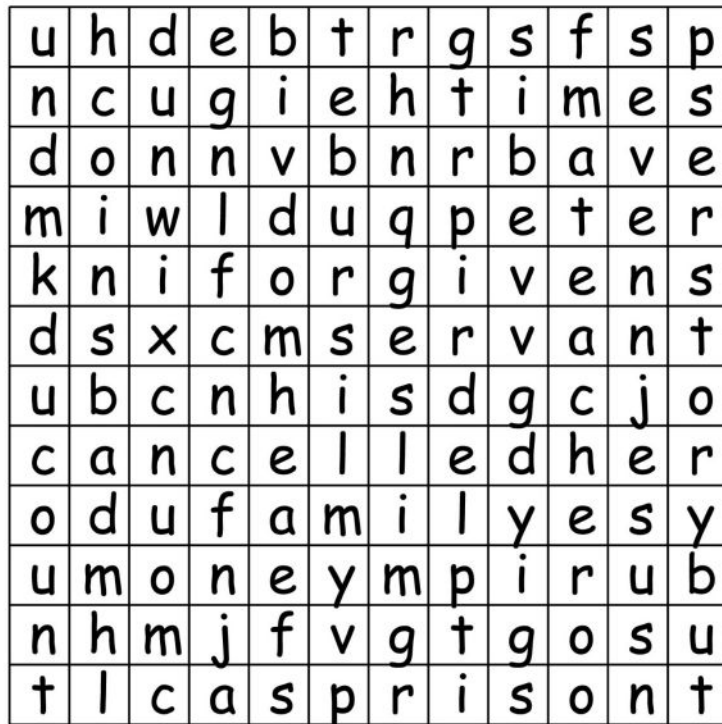 u h d e b t r g s f s p
n c u g i e h t i m e s
d o n n v b n r b a v e
m i w l d u q p e t e r
k n i f o r g i v e n s
d s x c m s e r v a n t
u b c n h i s d g c j o
c a n c e l l e d h e r
o d u f a m i l y e s y
u m o n e y m p i r u b
n h m j f v g t g o s u
t l c a s p r i s o n t